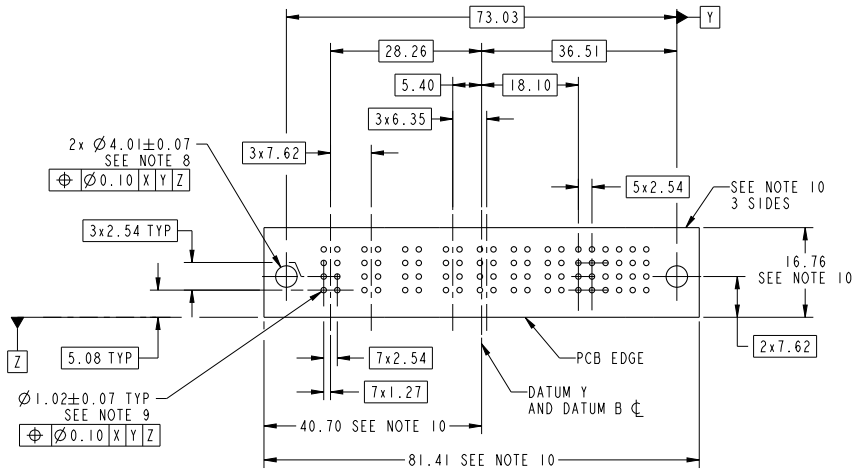 73.03
Y
28.26
36.51
5.40
18.10
2x Ø4.01±0.07
SEE NOTE 8
⌖ Ø0.10 X Y Z
3x7.62
3x6.35
5x2.54
SEE NOTE 10
3 SIDES
3x2.54 TYP
16.76
SEE NOTE 10
Z
5.08 TYP
7x2.54
PCB EDGE
2x7.62
Ø1.02±0.07 TYP
SEE NOTE 9
⌖ Ø0.10 X Y Z
7x1.27
DATUM Y
AND DATUM B ℄
40.70 SEE NOTE 10
81.41 SEE NOTE 10